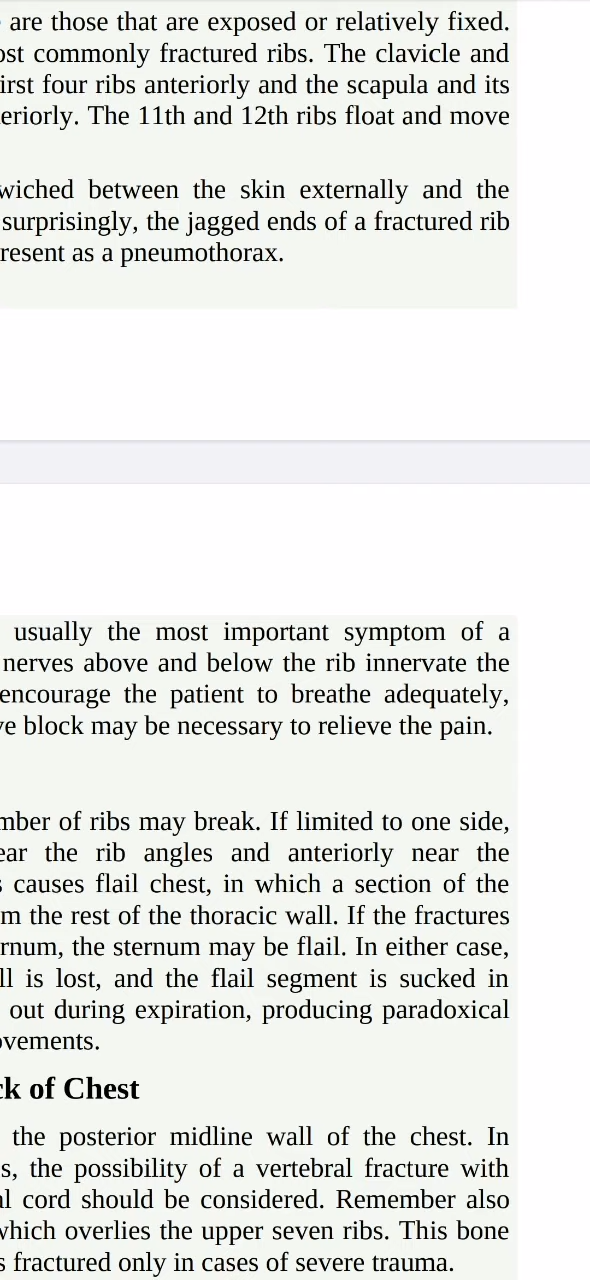 are those that are exposed or relatively fixed.
ost commonly fractured ribs. The clavicle and
irst four ribs anteriorly and the scapula and its
eriorly. The 11th and 12th ribs float and move
wiched between the skin externally and the
surprisingly, the jagged ends of a fractured rib
resent as a pneumothorax.
usually the most important symptom of a
nerves above and below the rib innervate the
encourage the patient to breathe adequately,
ve block may be necessary to relieve the pain.
mber of ribs may break. If limited to one side,
ear the rib angles and anteriorly near the
s causes flail chest, in which a section of the
m the rest of the thoracic wall. If the fractures
rnum, the sternum may be flail. In either case,
ll is lost, and the flail segment is sucked in
out during expiration, producing paradoxical
ovements.
ck of Chest
the posterior midline wall of the chest. In
s, the possibility of a vertebral fracture with
al cord should be considered. Remember also
which overlies the upper seven ribs. This bone
s fractured only in cases of severe trauma.